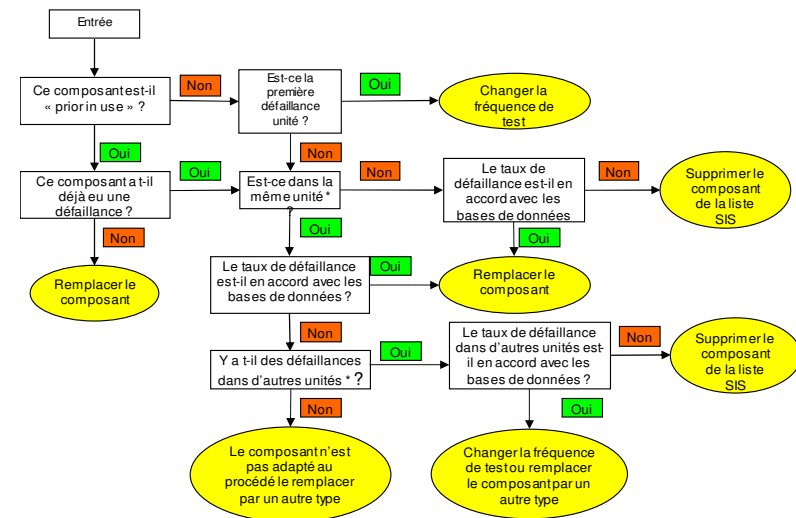 Entrée
Ce composant est-il
« prior in use » ?
Non
Est-ce la
première
défaillance
unité ?
Oui
Changer la
fréquence de
test
Oui
Non
Ce composant a t-il
déjà eu une
défaillance ?
Oui
Est-ce dans la
même unité *
?
Non
Le taux de
défaillance est-il en
accord avec les
bases de données
Non
Supprimer le
composant
de la liste
SIS
Non
Oui
Oui
Remplacer le
composant
Le taux de défaillance
est-il en accord avec les
bases de données ?
Oui
Remplacer le
composant
Non
Y a t-il des défaillances
dans d'autres unités * ?
Oui
Le taux de défaillance
dans d'autres unités est-
il en accord avec les
bases de données ?
Non
Supprimer le
composant
de la liste
SIS
Non
Oui
Le composant n'est
pas adapté au
procédé le remplacer
par un autre type
Changer la fréquence
de test ou remplacer
le composant par un
autre type